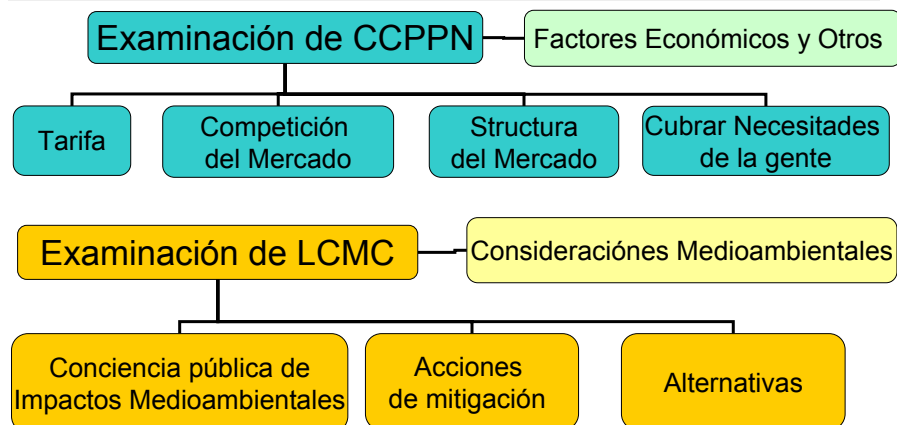 Examinación de CCPPN
Factores Económicos y Otros
Tarifa
Competición
del Mercado
Structura
del Mercado
Cubrar Necesitades
de la gente
Examinación de LCMC
Consideraciónes Medioambientales
Conciencia pública de
Impactos Medioambientales
Acciones
de mitigación
Alternativas